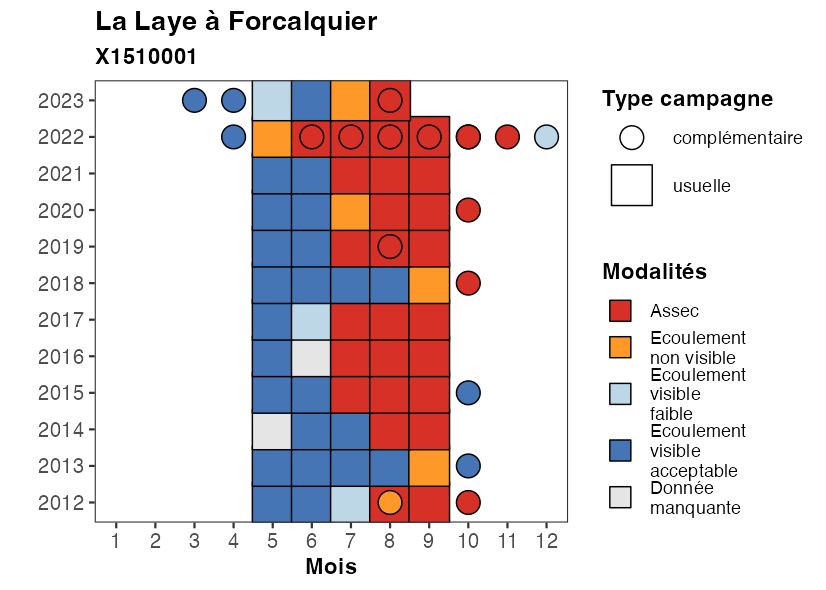 La Laye à Forcalquier
X1510001
2023
2022
2021
2020
2019
2018
2017
2016
2015
2014
2013
2012
1 2 3 4 5 6 7 8 9 10 11 12
Mois
Type campagne
complémentaire
usuelle
Modalités
Assec
Ecoulement
non visible
Ecoulement
visible
faible
Ecoulement
visible
acceptable
Donnée
manquante